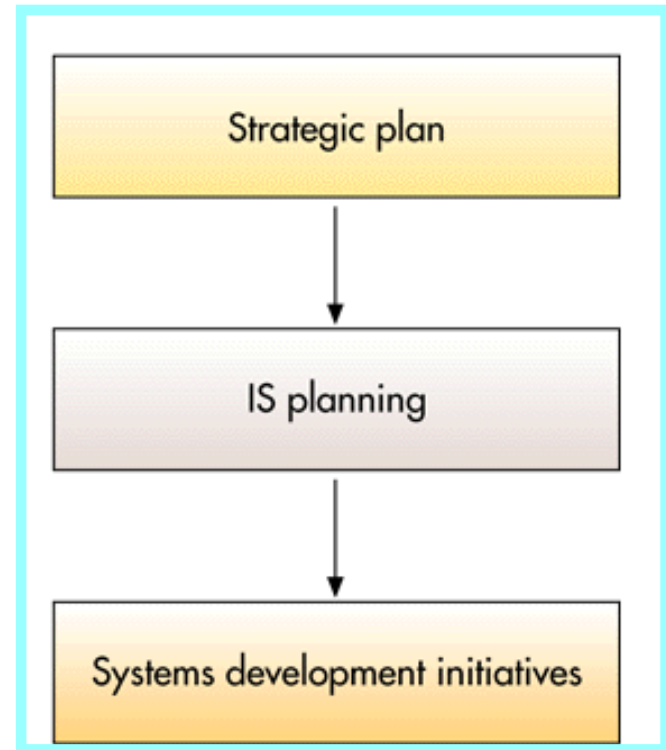 Strategic plan
IS planning
Systems development initiatives